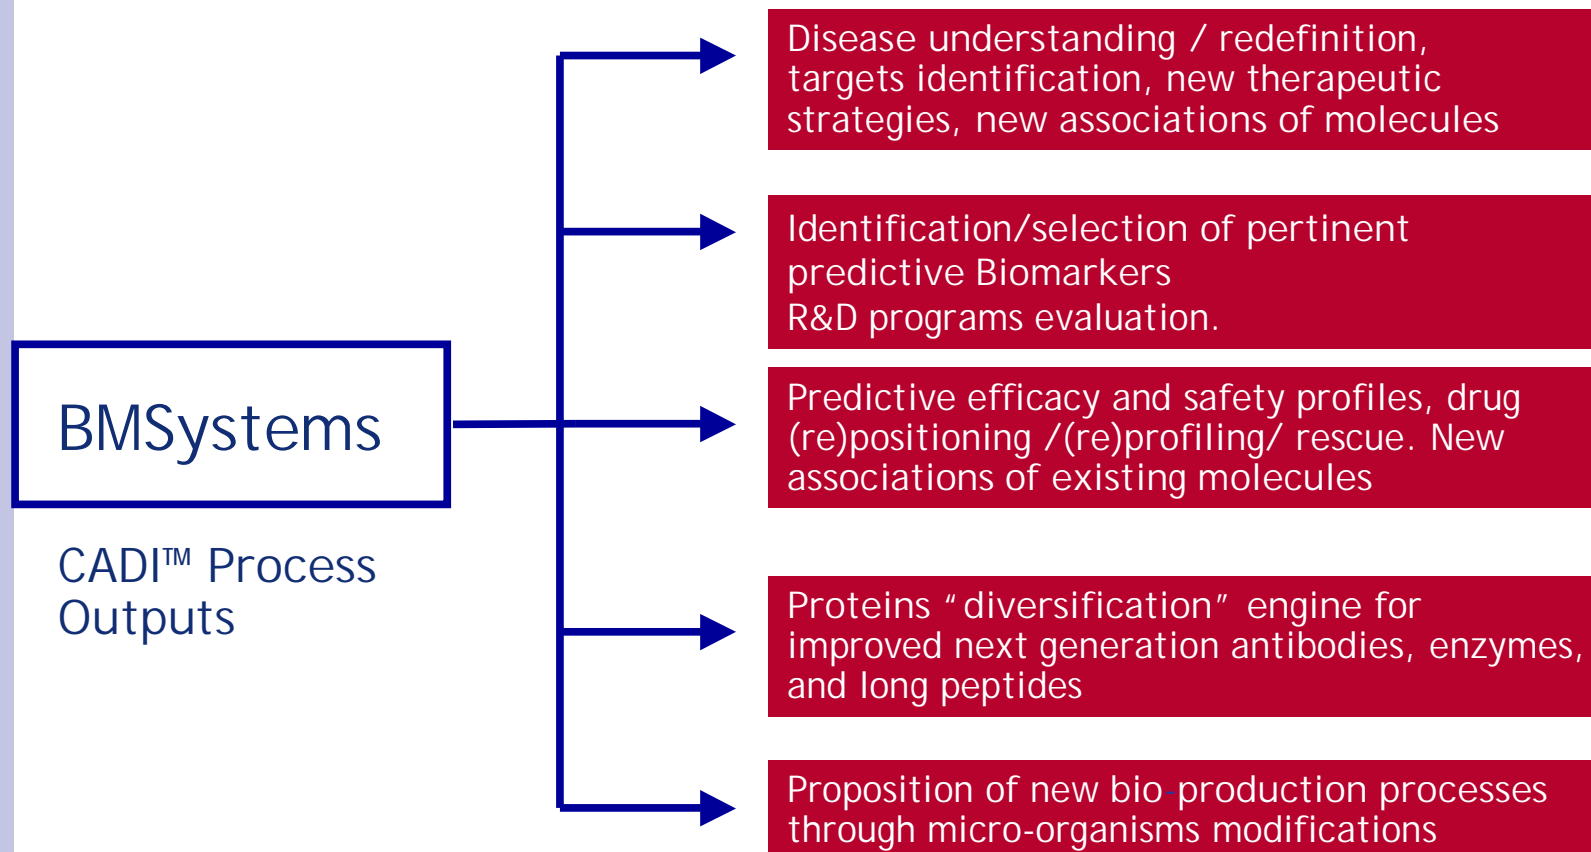 Disease understanding / redefinition,
targets identification, new therapeutic
strategies, new associations of molecules
Identification/selection of pertinent
predictive Biomarkers
R&D programs evaluation.
BMSystems
CADI™ Process
Outputs
Predictive efficacy and safety profiles, drug
(re)positioning /(re)profiling/ rescue. New
associations of existing molecules
Proteins “diversification” engine for
improved next generation antibodies, enzymes,
and long peptides
Proposition of new bio-production processes
through micro-organisms modifications